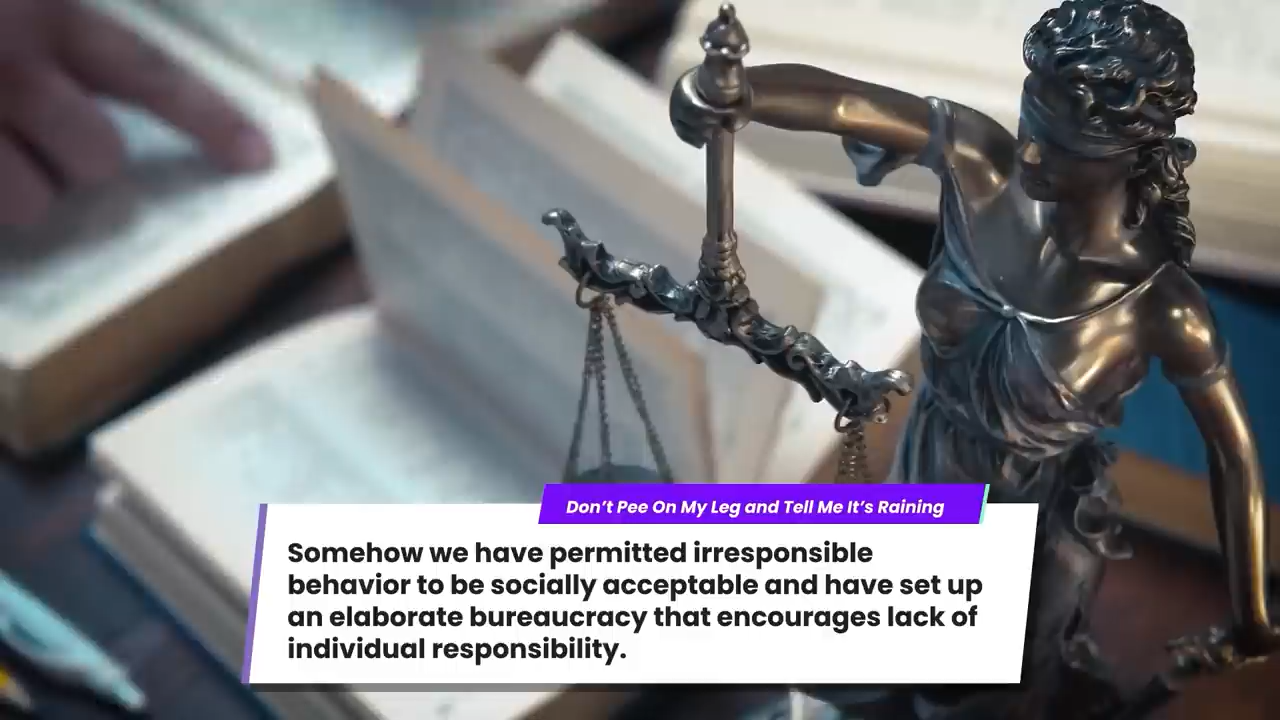 Don’t Pee On My Leg and Tell Me It’s Raining
Somehow we have permitted irresponsible
behavior to be socially acceptable and have set up
an elaborate bureaucracy that encourages lack of
individual responsibility.